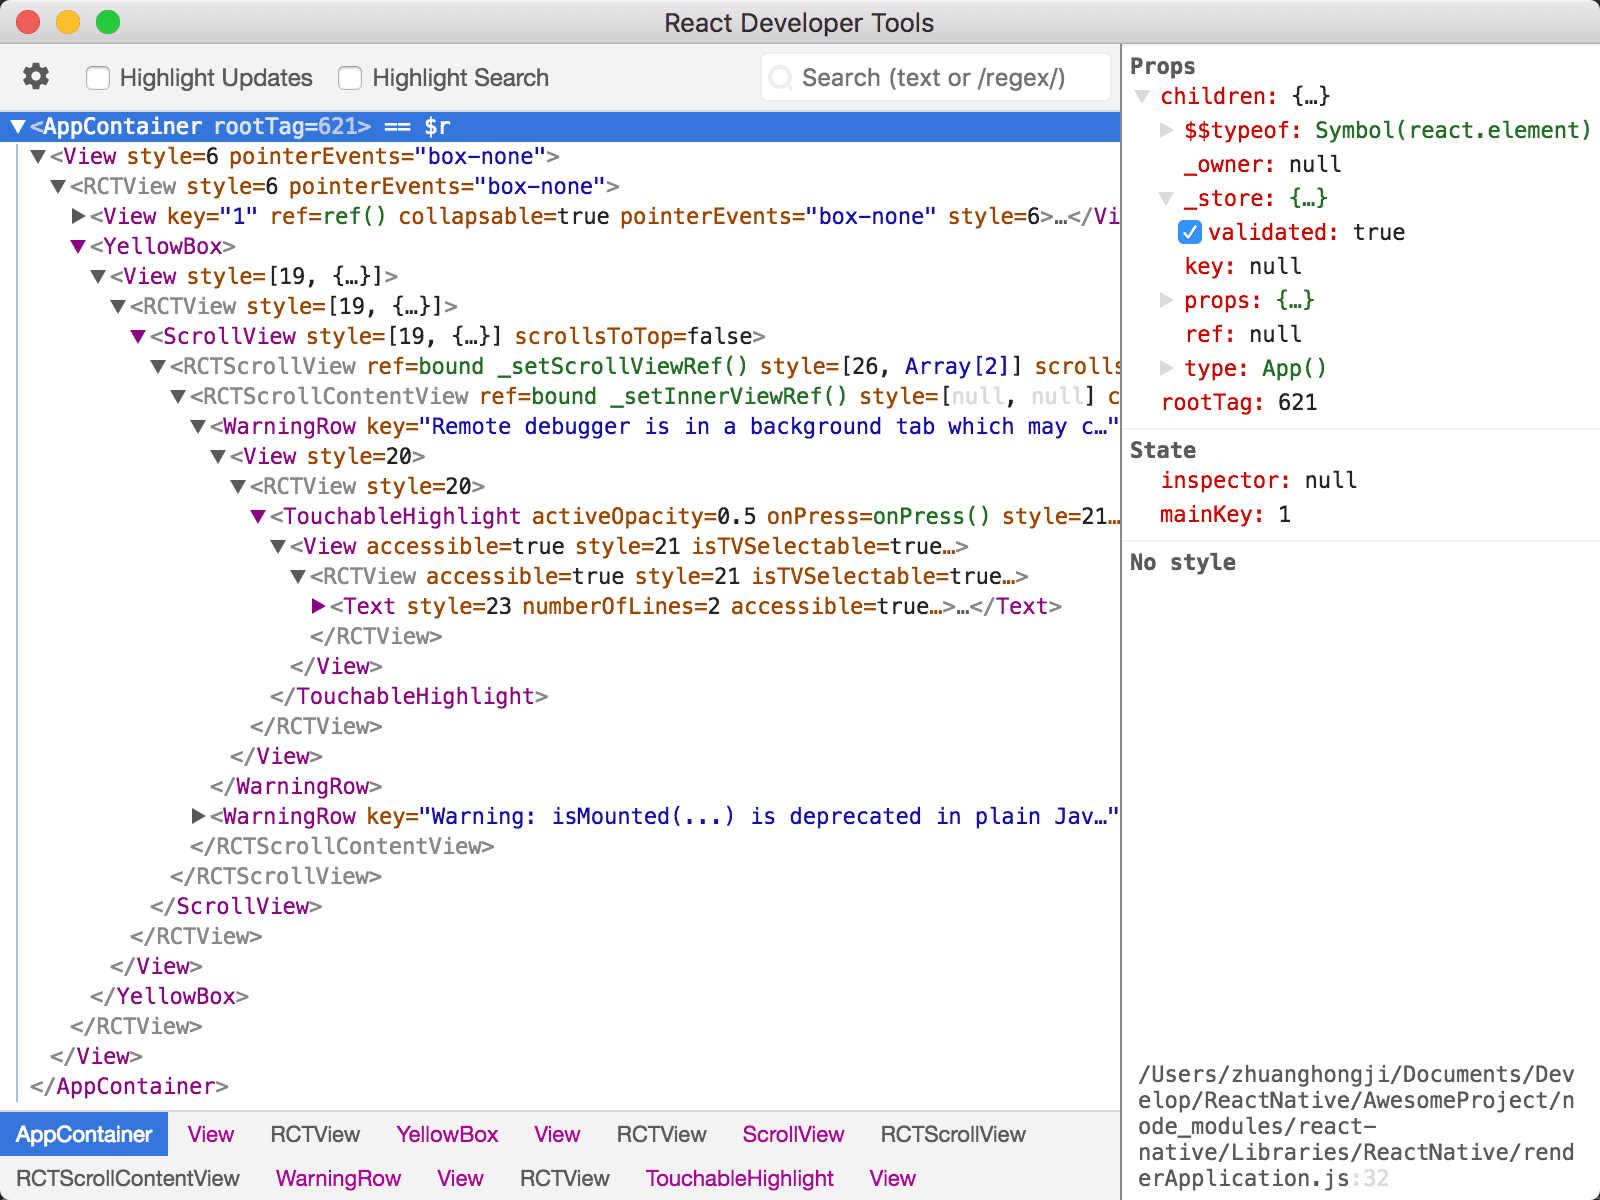 React Developer Tools
Highlight Updates Highlight Search Search (text or /regex/)
<AppContainer rootTag=621> == $r
<View style=6 pointerEvents="box-none">
<RCTView style=6 pointerEvents="box-none">
<View key="1" ref=ref() collapsable=true pointerEvents="box-none" style=6>…</Vi
<YellowBox>
<View style=[19, {…}]>
<RCTView style=[19, {…}]>
<ScrollView style=[19, {…}] scrollsToTop=false>
<RCTScrollView ref=bound _setScrollViewRef() style=[26, Array[2]] scrolls
<RCTScrollContentView ref=bound _setInnerViewRef() style=[null, null] c
<WarningRow key="Remote debugger is in a background tab which may c…"
<View style=20>
<RCTView style=20>
<TouchableHighlight activeOpacity=0.5 onPress=onPress() style=21…
<View accessible=true style=21 isTVSelectable=true…>
<RCTView accessible=true style=21 isTVSelectable=true…>
<Text style=23 numberOfLines=2 accessible=true…>…</Text>
</RCTView>
</View>
</TouchableHighlight>
</RCTView>
</View>
</WarningRow>
<WarningRow key="Warning: isMounted(...) is deprecated in plain Jav…"
</RCTScrollContentView>
</RCTScrollView>
</ScrollView>
</RCTView>
</View>
</YellowBox>
</RCTView>
</View>
</AppContainer>
AppContainer View RCTView YellowBox View RCTView ScrollView RCTScrollView
RCTScrollContentView WarningRow View RCTView TouchableHighlight View
Props
children: {…}
$$typeof: Symbol(react.element)
_owner: null
_store: {…}
validated: true
key: null
props: {…}
ref: null
type: App()
rootTag: 621
State
inspector: null
mainKey: 1
No style
/Users/zhuanghongji/Documents/Dev
elop/ReactNative/AwesomeProject/n
ode_modules/react-
native/Libraries/ReactNative/rend
erApplication.js:32